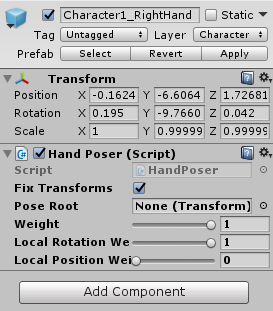 Character1_RightHand Static
Tag Untagged Layer Character
Prefab Select Revert Apply
Transform
Position X -0.1624 Y -6.6064 Z 1.72681
Rotation X 0.195 Y -9.7660 Z 0.042
Scale X 1 Y 0.99999 Z 0.99999
Hand Poser (Script)
Script HandPoser
Fix Transforms
Pose Root None (Transform)
Weight 1
Local Rotation We 1
Local Position Wei 0
Add Component